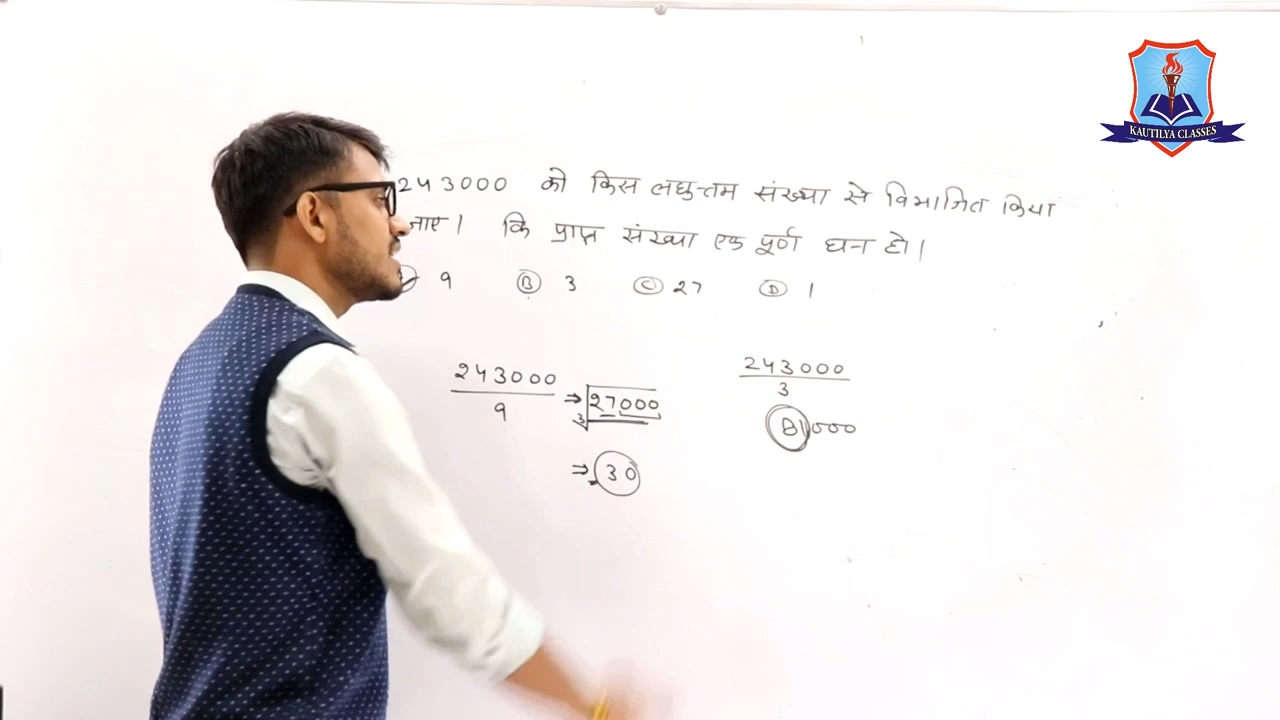 KAUTILYA CLASSES
243000 को किस लघुत्तम संख्या से विभाजित किया
जाए। कि प्राप्त संख्या एक पूर्ण घन हो।
9 (B) 3 (C) 27 (D) 1
243000
9
⇒ 3 27000
⇒ 30
243000
3
81000